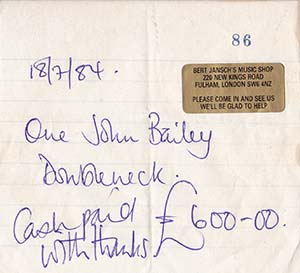 86
18/7/84.
BERT JANSCH'S MUSIC SHOP
220 NEW KINGS ROAD
FULHAM, LONDON SW6 4NZ
PLEASE COME IN AND SEE US
WE'LL BE GLAD TO HELP
One John Bailey
Doubleneck.
Cash paid £600-00.
with thanks